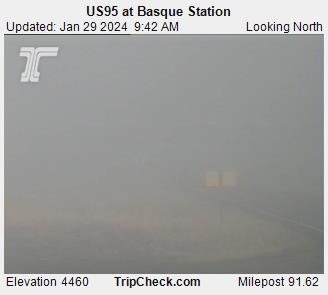 US95 at Basque Station
Updated: Jan 29 2024 9:42 AM Looking North
Elevation 4460 TripCheck.com Milepost 91.62